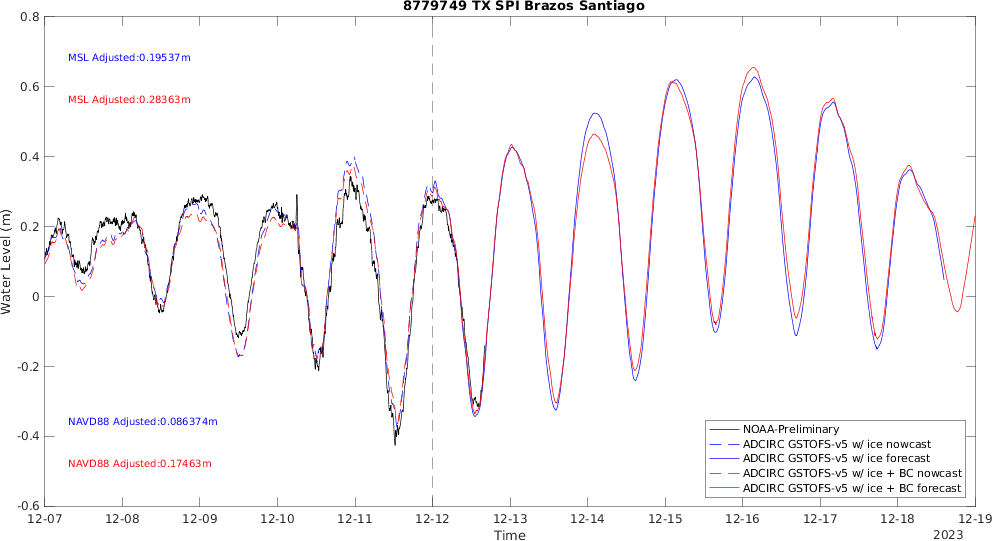 8779749 TX SPI Brazos Santiago
0.8
0.6
0.4
0.2
0
-0.2
-0.4
-0.6
Water Level (m)
MSL Adjusted:0.19537m
MSL Adjusted:0.28363m
NAVD88 Adjusted:0.086374m
NAVD88 Adjusted:0.17463m
NOAA-Preliminary
ADCIRC GSTOFS-v5 w/ ice nowcast
ADCIRC GSTOFS-v5 w/ ice forecast
ADCIRC GSTOFS-v5 w/ ice + BC nowcast
ADCIRC GSTOFS-v5 w/ ice + BC forecast
12-07 12-08 12-09 12-10 12-11 12-12 12-13 12-14 12-15 12-16 12-17 12-18 12-19
Time
2023